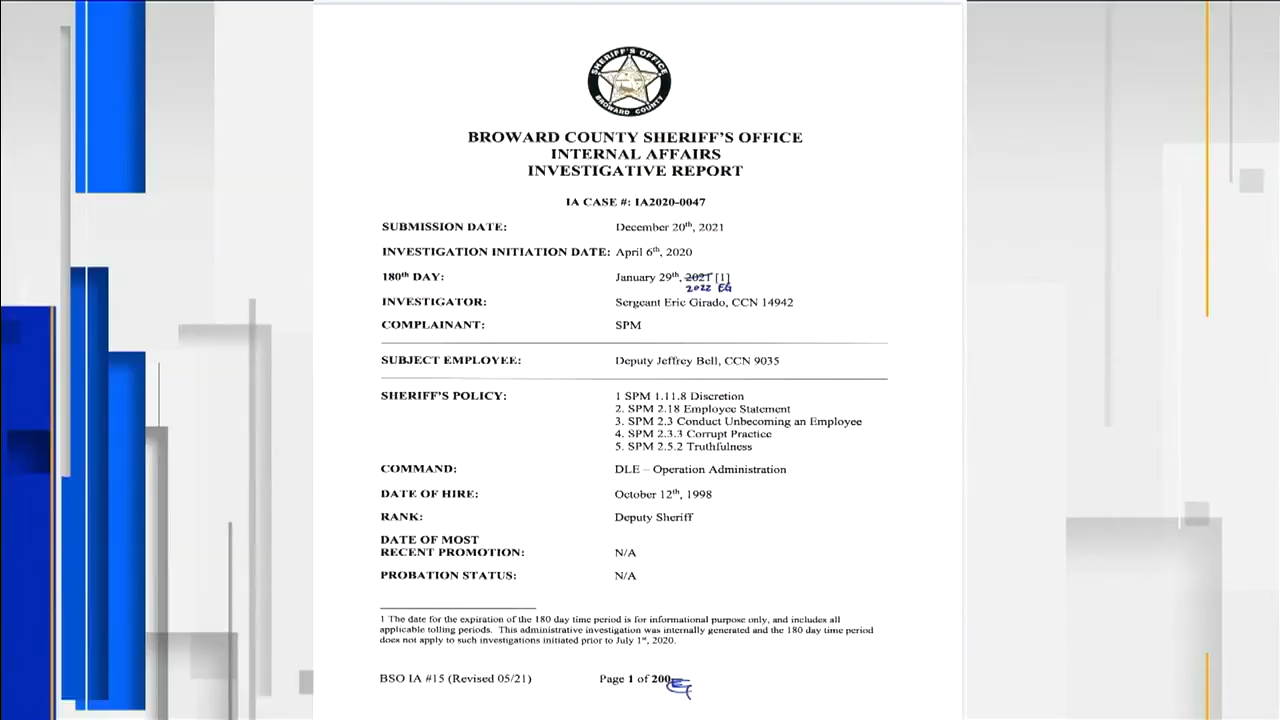 SHERIFF'S OFFICE
BROWARD COUNTY
BROWARD COUNTY SHERIFF'S OFFICE
INTERNAL AFFAIRS
INVESTIGATIVE REPORT
IA CASE #: IA2020-0047
SUBMISSION DATE: December 20th, 2021
INVESTIGATION INITIATION DATE: April 6th, 2020
180th DAY: January 29th, 2021 [1]
2022 EG
INVESTIGATOR: Sergeant Eric Girado, CCN 14942
COMPLAINANT: SPM
SUBJECT EMPLOYEE: Deputy Jeffrey Bell, CCN 9035
SHERIFF'S POLICY: 1 SPM 1.11.8 Discretion
2. SPM 2.18 Employee Statement
3. SPM 2.3 Conduct Unbecoming an Employee
4. SPM 2.3.3 Corrupt Practice
5. SPM 2.5.2 Truthfulness
COMMAND: DLE – Operation Administration
DATE OF HIRE: October 12th, 1998
RANK: Deputy Sheriff
DATE OF MOST
RECENT PROMOTION: N/A
PROBATION STATUS: N/A
1 The date for the expiration of the 180 day time period is for informational purpose only, and includes all
applicable tolling periods. This administrative investigation was internally generated and the 180 day time period
does not apply to such investigations initiated prior to July 1st, 2020.
BSO IA #15 (Revised 05/21) Page 1 of 200 EG